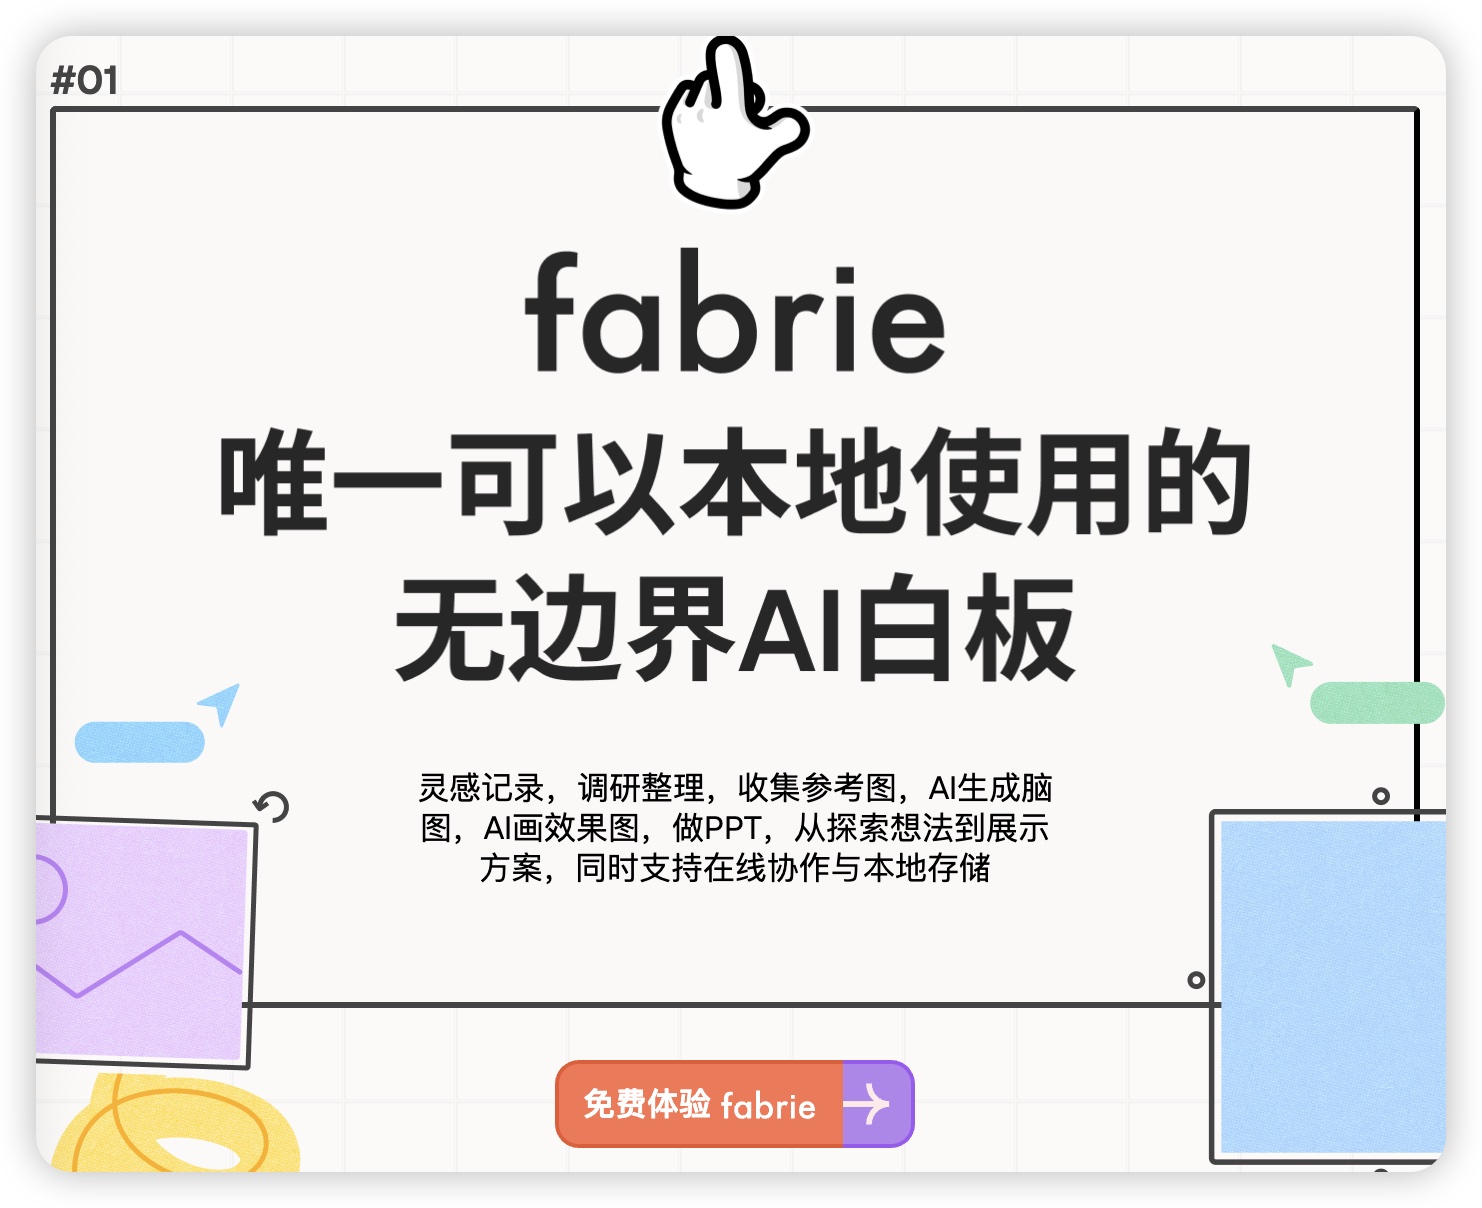 #01
fabrie
唯一可以本地使用的
无边界AI白板
灵感记录，调研整理，收集参考图，AI生成脑
图，AI画效果图，做PPT，从探索想法到展示
方案，同时支持在线协作与本地存储
免费体验 fabrie